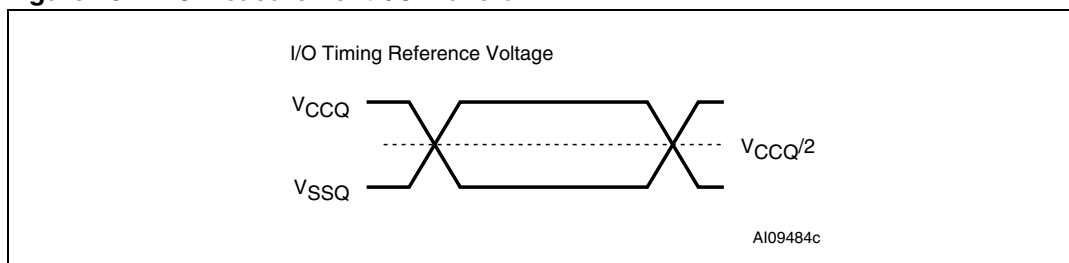 I/O Timing Reference Voltage
VCCQ
VCCQ/2
VSSQ
AI09484c